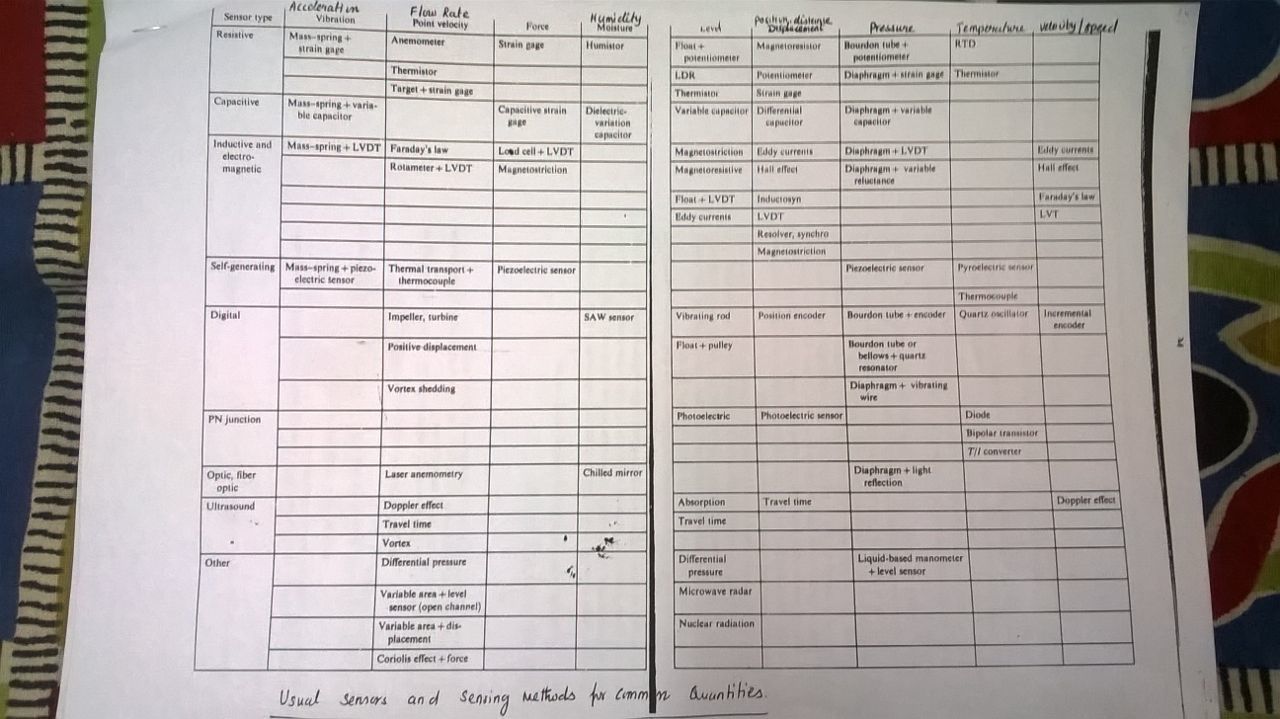 Acceleration Flow Rate Humidity position, distance Pressure Temperature velocity/speed
Sensor type Vibration Point velocity Force Moisture Level Displacement
Resistive Mass–spring + Anemometer Strain gage Humistor Float + Magnetoresistor Bourdon tube + RTD
strain gage potentiometer potentiometer
Thermistor LDR Potentiometer Diaphragm + strain gage Thermistor
Target + strain gage Thermistor Strain gage
Capacitive Mass–spring + varia- Capacitive strain Dielectric- Variable capacitor Differential Diaphragm + variable
ble capacitor gage variation capacitor capacitor
capacitor
Inductive and Mass–spring + LVDT Faraday's law Load cell + LVDT Magnetostriction Eddy currents Diaphragm + LVDT Eddy currents
electro- Rotameter + LVDT Magnetostriction Magnetoresistive Hall effect Diaphragm + variable Hall effect
magnetic reluctance
Float + LVDT Inductosyn Faraday's law
Eddy currents LVDT LVT
Resolver, synchro
Magnetostriction
Self-generating Mass–spring + piezo- Thermal transport + Piezoelectric sensor Piezoelectric sensor Pyroelectric sensor
electric sensor thermocouple
Thermocouple
Digital Impeller, turbine SAW sensor Vibrating rod Position encoder Bourdon tube + encoder Quartz oscillator Incremental
encoder
Positive displacement Float + pulley Bourdon tube or
bellows + quartz
resonator
Vortex shedding Diaphragm + vibrating
wire
PN junction Photoelectric Photoelectric sensor Diode
Bipolar transistor
T/I converter
Optic, fiber Laser anemometry Chilled mirror Diaphragm + light
optic reflection
Ultrasound Doppler effect Absorption Travel time Doppler effect
Travel time Travel time
Vortex
Other Differential pressure Differential Liquid-based manometer
pressure + level sensor
Variable area + level Microwave radar
sensor (open channel)
Variable area + dis- Nuclear radiation
placement
Coriolis effect + force
Usual sensors and sensing methods for common Quantities.